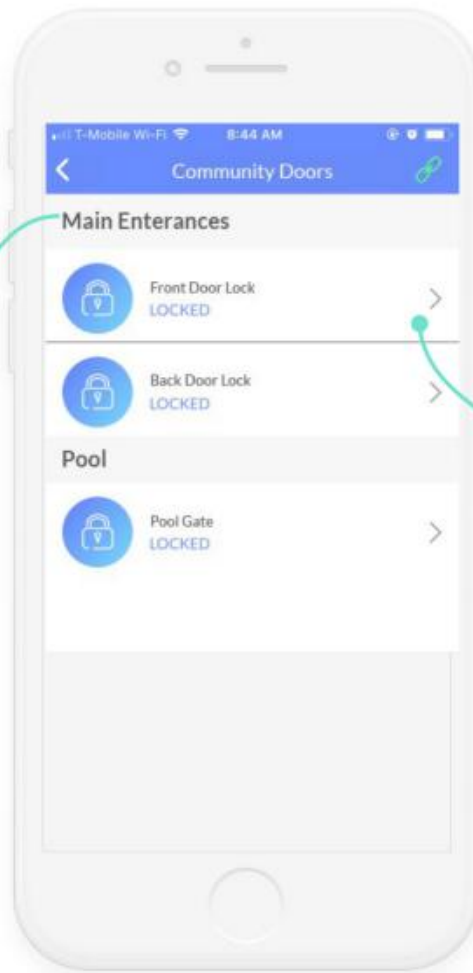 T-Mobile Wi-Fi 8:44 AM
Community Doors
Main Enterances
Front Door Lock
LOCKED
Back Door Lock
LOCKED
Pool
Pool Gate
LOCKED